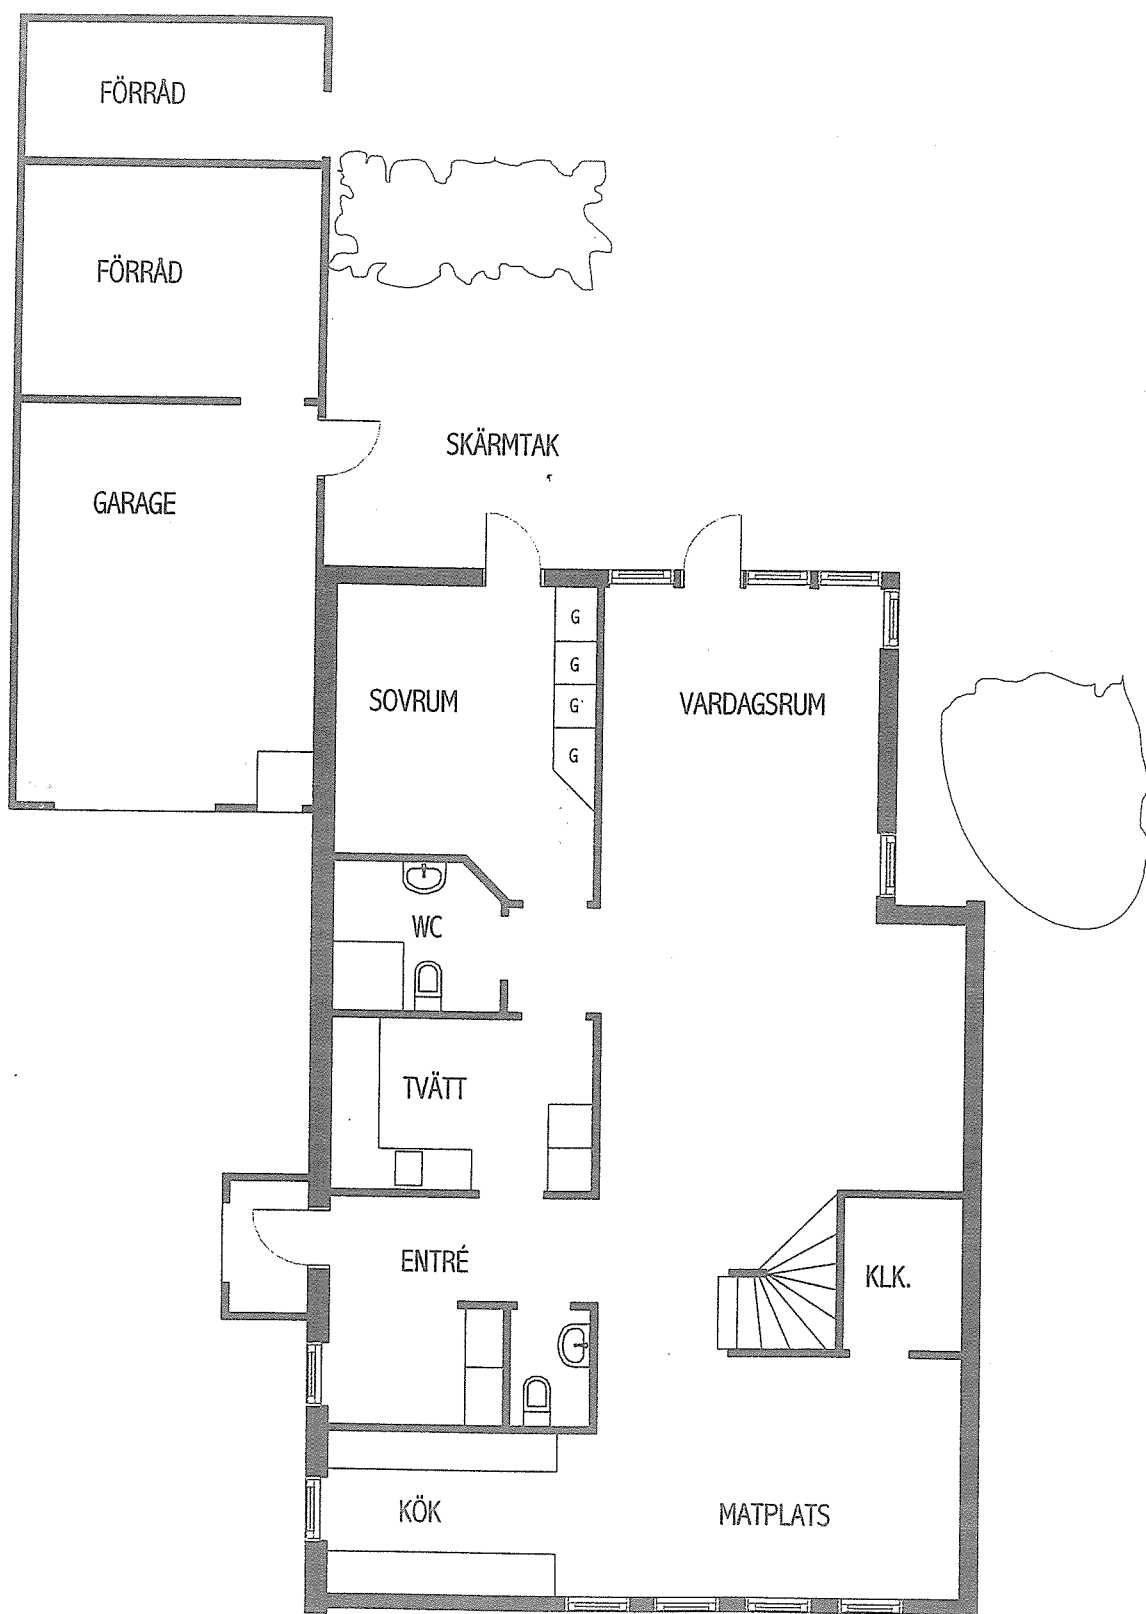 FÖRRÅD
FÖRRÅD
SKÄRMTAK
GARAGE
G
G
G
G
SOVRUM
VARDAGSRUM
WC
TVÄTT
ENTRÉ
KLK.
KÖK
MATPLATS